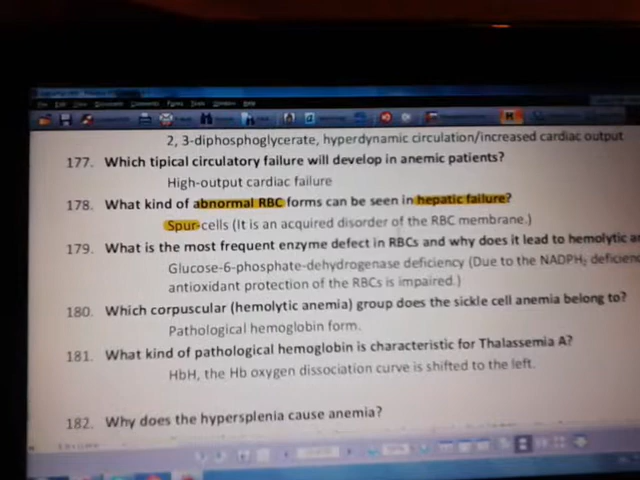 2, 3-diphosphoglycerate, hyperdynamic circulation/increased cardiac output
177. Which tipical circulatory failure will develop in anemic patients?
High-output cardiac failure
178. What kind of abnormal RBC forms can be seen in hepatic failure?
Spur-cells (It is an acquired disorder of the RBC membrane.)
179. What is the most frequent enzyme defect in RBCs and why does it lead to hemolytic
Glucose-6-phosphate-dehydrogenase deficiency (Due to the NADPH₂
antioxidant protection of the RBCs is impaired.)
180. Which corpuscular (hemolytic anemia) group does the sickle cell anemia belong to?
Pathological hemoglobin form.
181. What kind of pathological hemoglobin is characteristic for Thalassemia A?
HbH, the Hb oxygen dissociation curve is shifted to the left.
182. Why does the hypersplenia cause anemia?